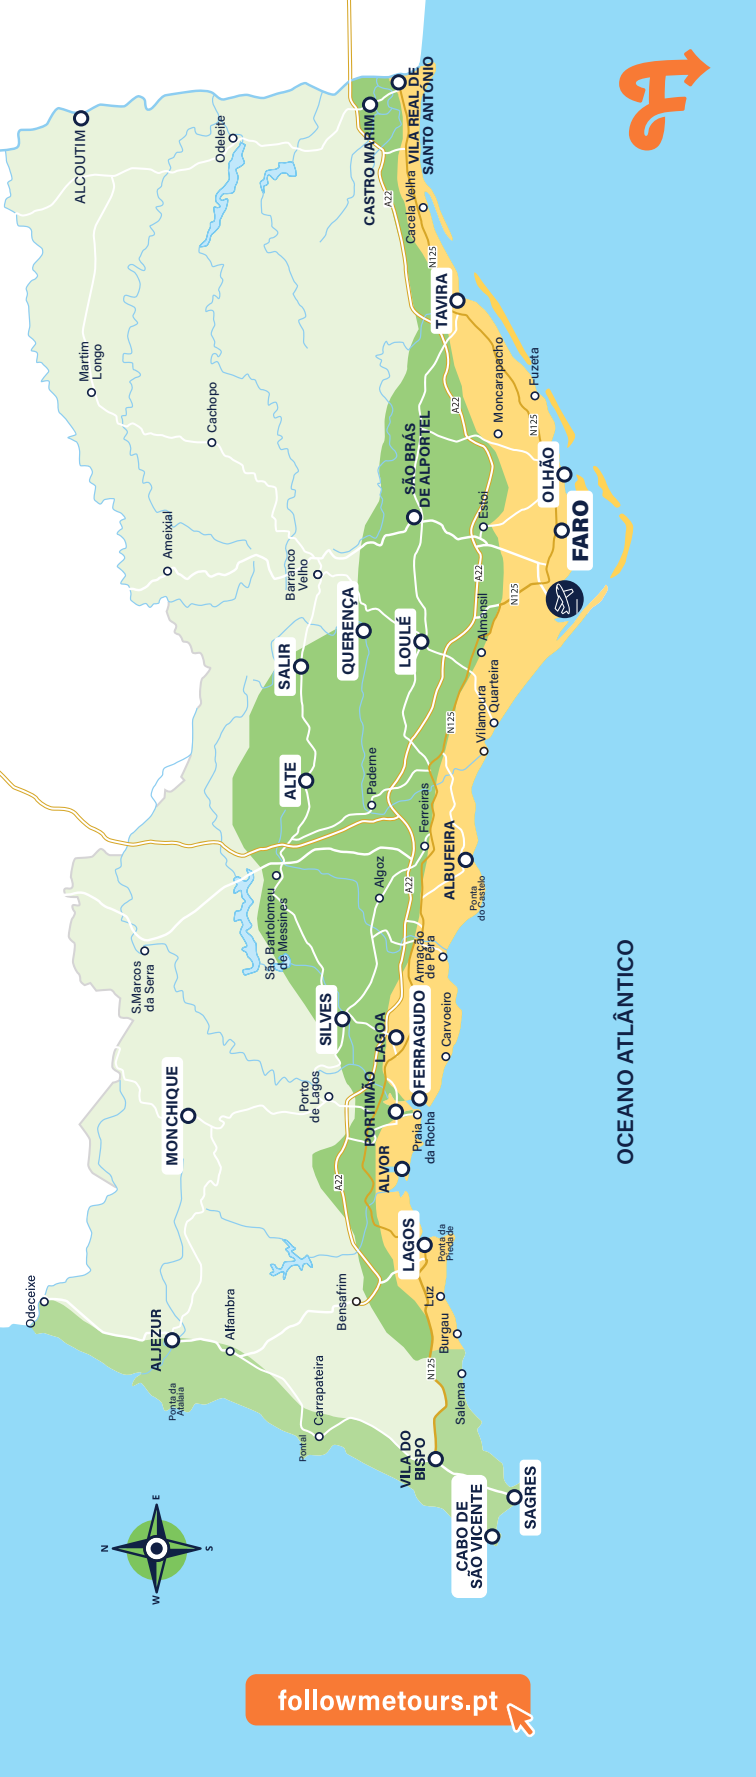 VILA REAL DE
SANTO ANTÓNIO
CASTRO MARIM
ALCOUTIM
Odeleite
Cacela Velha
A22
N125
TAVIRA
Martim
Longo
Cachopo
Moncarapacho
Fuzeta
A22
N125
SÃO BRÁS
DE ALPORTEL
OLHÃO
Estoi
FARO
Ameixial
Barranco
Velho
A22
N125
QUERENÇA
LOULÉ
Almansil
SALIR
Quarteira
Vilamoura
N125
ALTE
Paderne
Ferreiras
ALBUFEIRA
Ponta
do Castelo
Algoz
A22
São Bartolomeu
de Messines
S.Marcos
da Serra
Armação
de Pêra
SILVES
LAGOA
FERRAGUDO
Carvoeiro
OCEANO ATLÂNTICO
MONCHIQUE
Porto
de Lagos
PORTIMÃO
Praia
da Rocha
ALVOR
A22
LAGOS
Ponta da
Piedade
Odeceixe
Bensafrim
Luz
Burgau
ALJEZUR
Alfambra
N125
Salema
Ponta da
Atalaia
Carrapateira
Pontal
VILA DO
BISPO
SAGRES
CABO DE
SÃO VICENTE
N
E
S
W
followmetours.pt